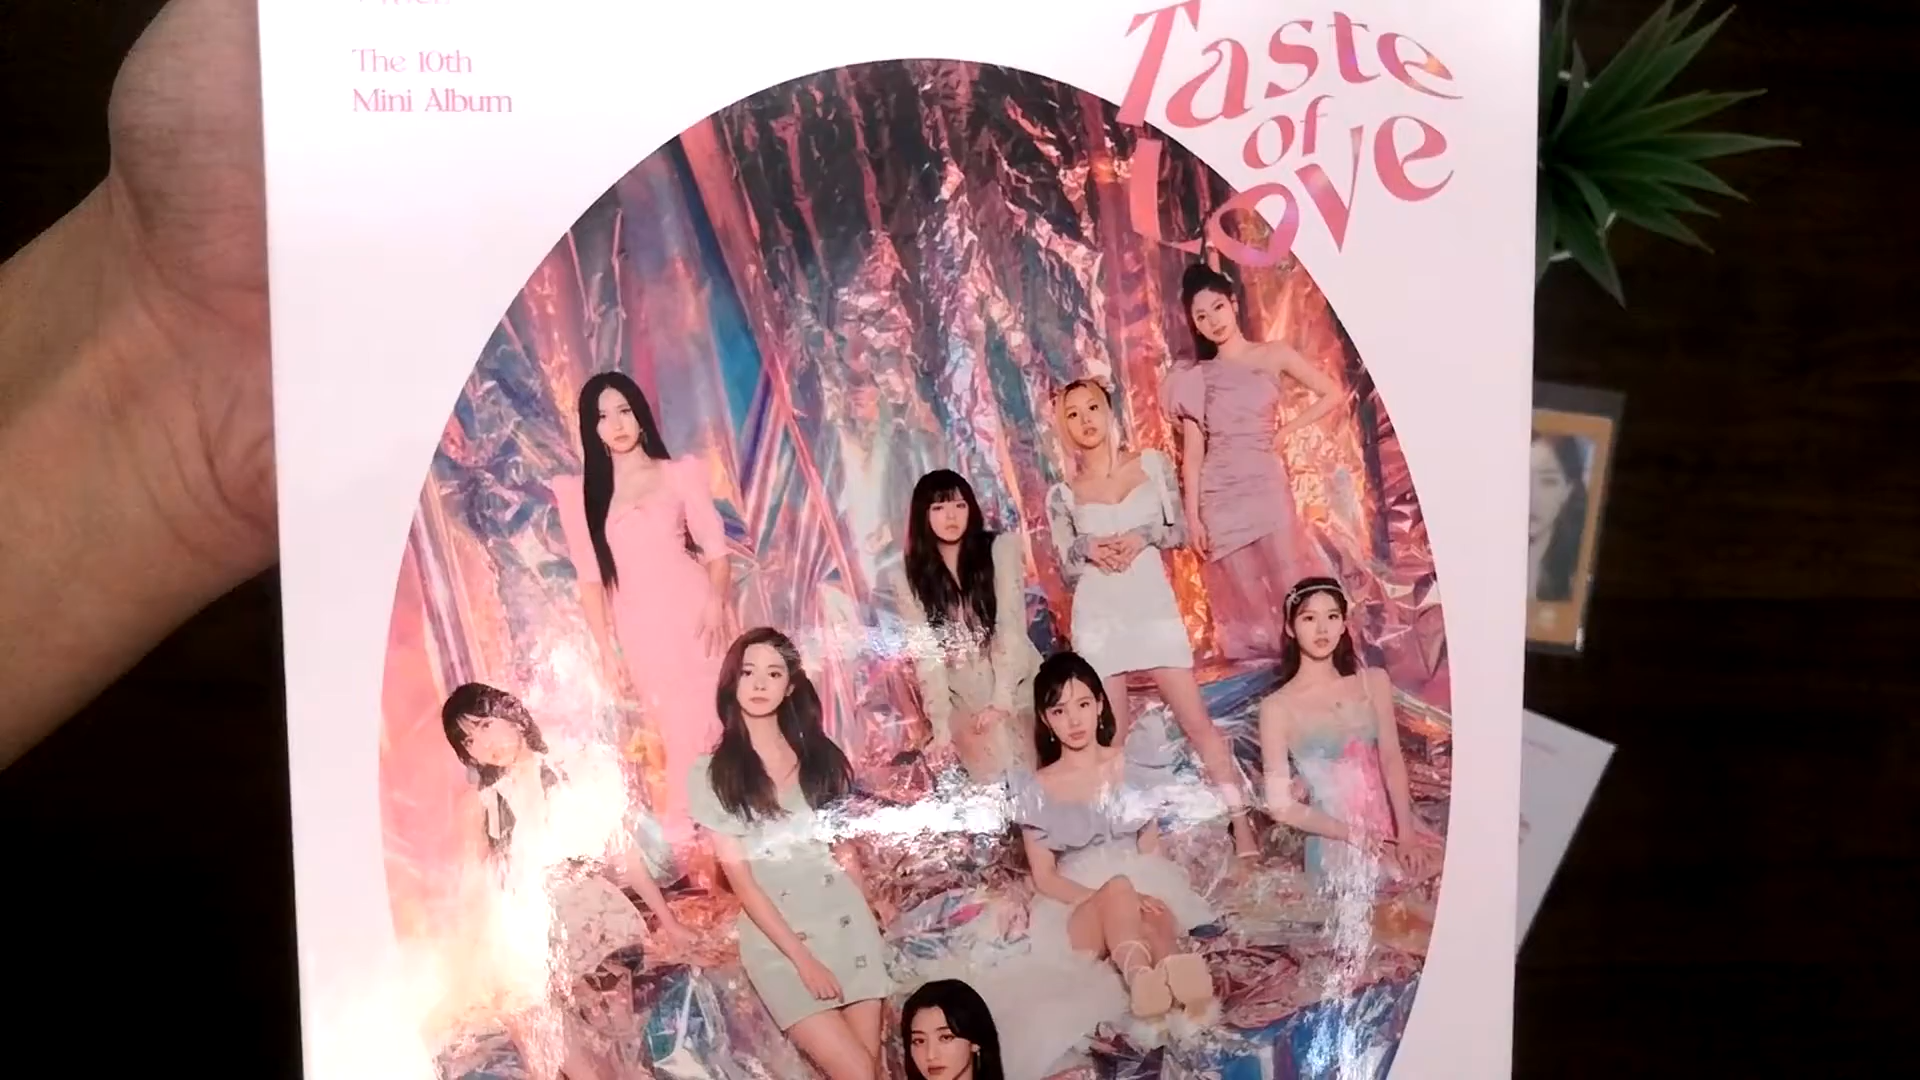 The 10th
Mini Album
Taste
of
Love